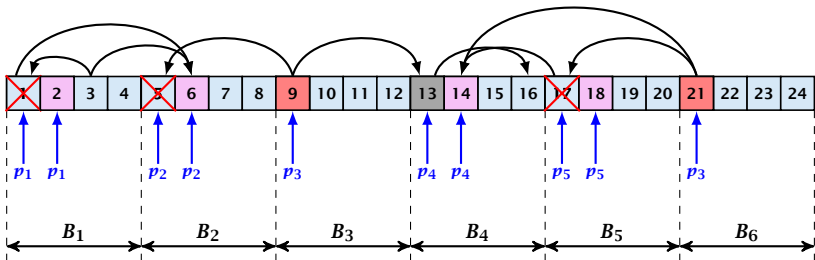 1 2 3 4 5 6 7 8 9 10 11 12 13 14 15 16 17 18 19 20 21 22 23 24
p₁ p₁ p₂ p₂ p₃ p₄ p₄ p₅ p₅ p₃
B₁ B₂ B₃ B₄ B₅ B₆